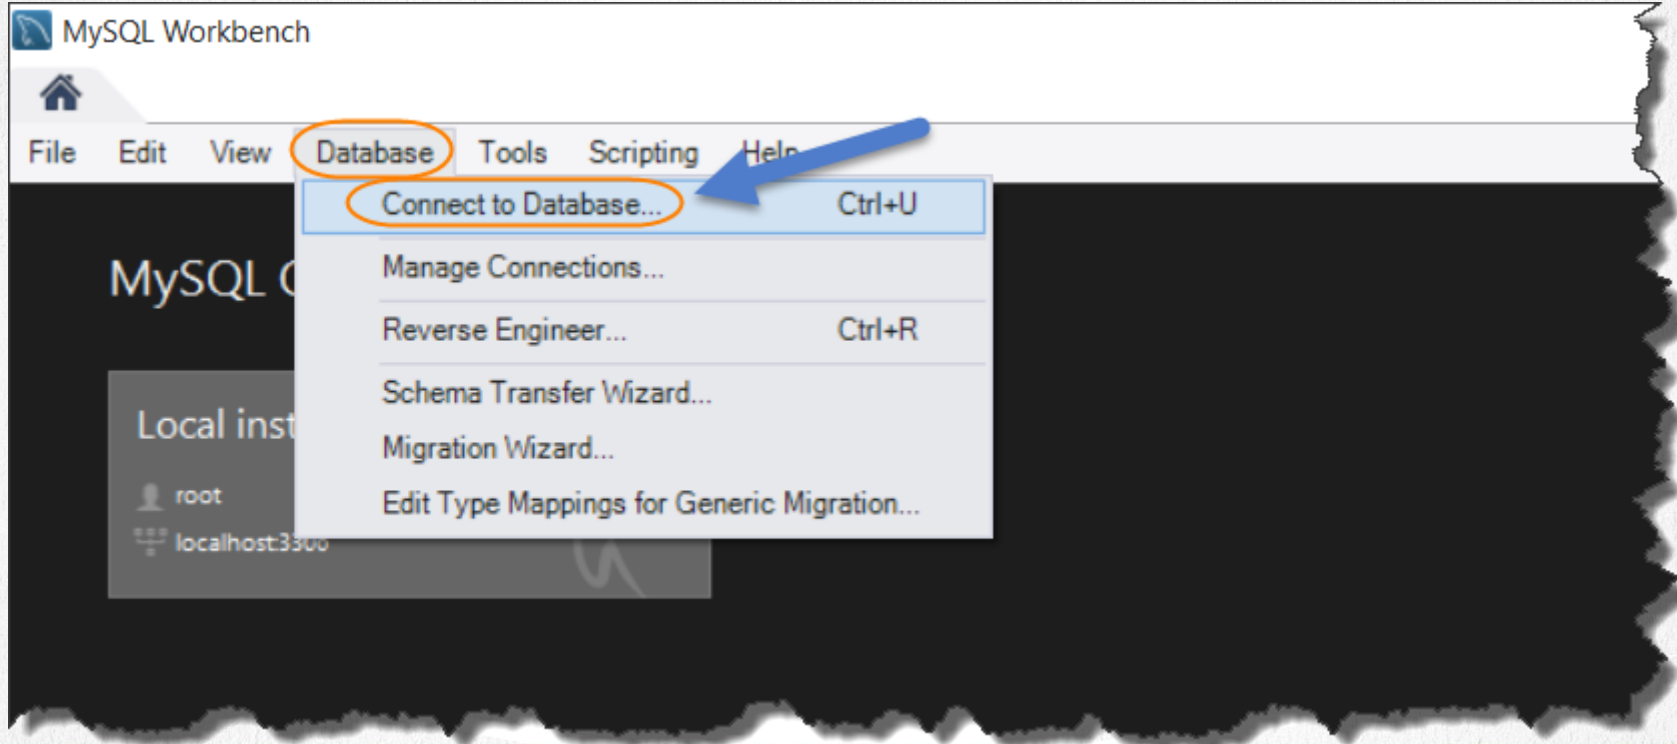 MySQL Workbench
File Edit View Database Tools Scripting Help
Connect to Database... Ctrl+U
Manage Connections...
Reverse Engineer... Ctrl+R
Schema Transfer Wizard...
Migration Wizard...
Edit Type Mappings for Generic Migration...
MySQL
Local
root